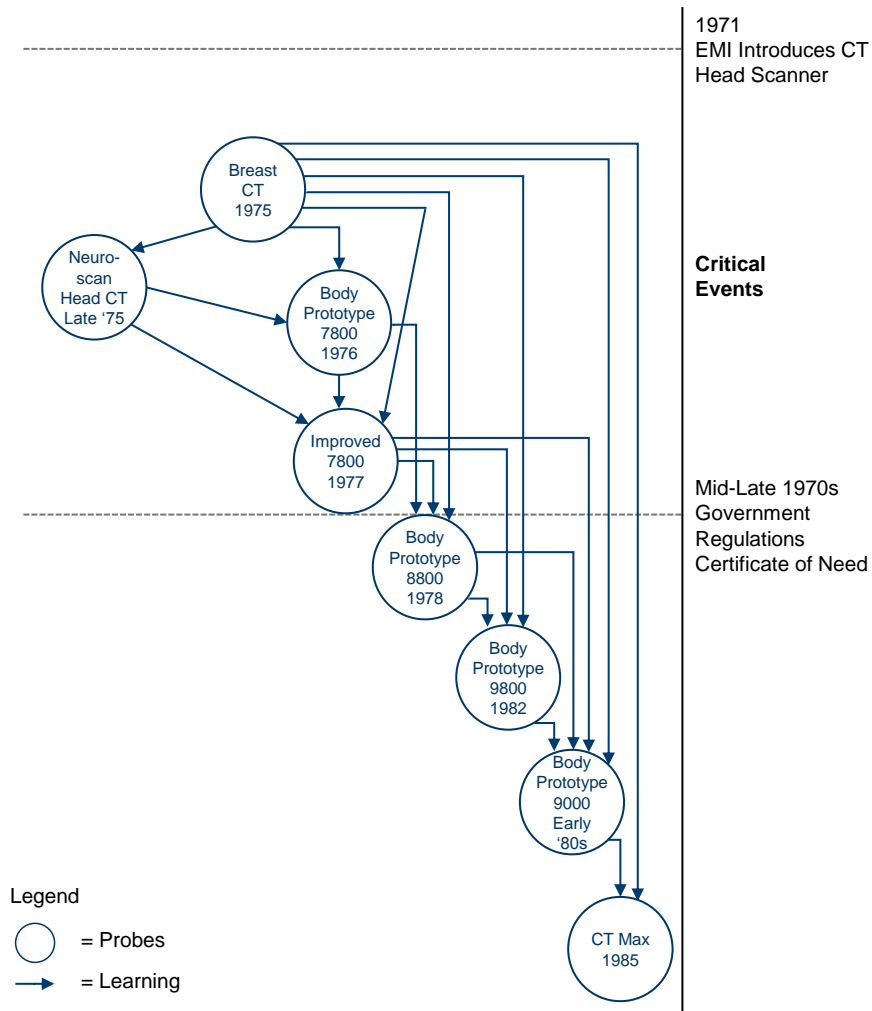 1971
EMI Introduces CT
Head Scanner
Breast
CT
1975
Neuro-
scan
Head CT
Late ‘75
Critical
Events
Body
Prototype
7800
1976
Improved
7800
1977
Mid-Late 1970s
Government
Regulations
Certificate of Need
Body
Prototype
8800
1978
Body
Prototype
9800
1982
Body
Prototype
9000
Early
‘80s
Legend
= Probes
= Learning
CT Max
1985